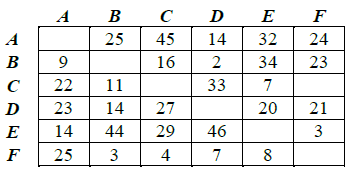 A B C D E F
A 25 45 14 32 24
B 9 16 2 34 23
C 22 11 33 7
D 23 14 27 20 21
E 14 44 29 46 3
F 25 3 4 7 8